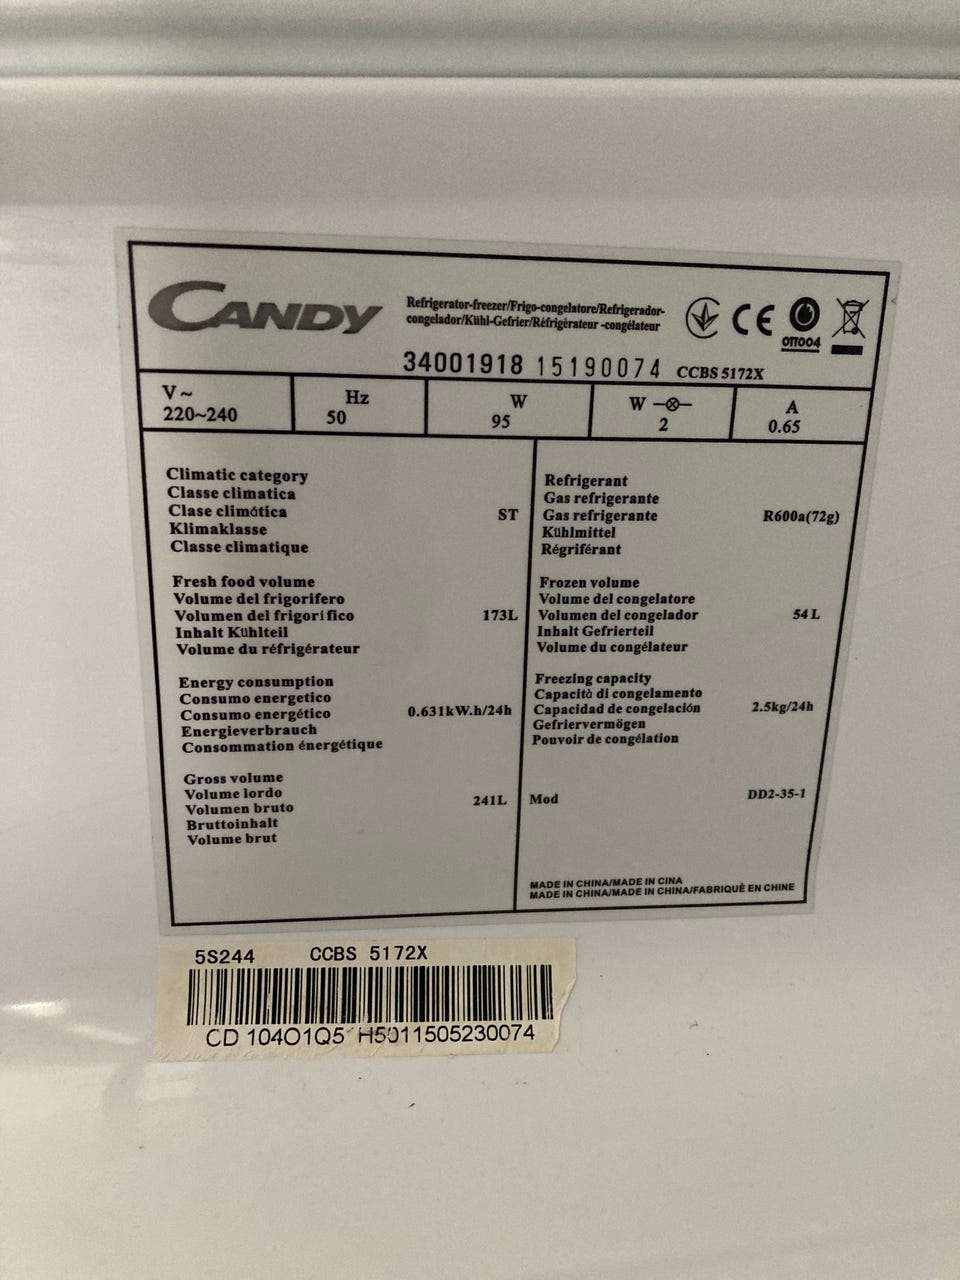 CANDY
Refrigerator-freezer/Frigo-congelatore/Refrigerador-
congelador/Kühl-Gefrier/Réfrigérateur -congélateur
CE
ОТТ004
34001918 15190074 CCBS 5172X
V~ Hz W W A
220~240 50 95 2 0.65
Climatic category
Classe climatica
Clase climótica
Klimaklasse
Classe climatique
ST
Fresh food volume
Volume del frigorifero
Volumen del frigorífico
Inhalt Kühlteil
Volume du réfrigérateur
173L
Energy consumption
Consumo energetico
Consumo energético
Energieverbrauch
Consommation énergétique
0.631kW.h/24h
Gross volume
Volume lordo
Volumen bruto
Bruttoinhalt
Volume brut
241L
Refrigerant
Gas refrigerante
Gas refrigerante
Kühlmittel
Régriférant
R600a(72g)
Frozen volume
Volume del congelatore
Volumen del congelador
Inhalt Gefrierteil
Volume du congélateur
54L
Freezing capacity
Capacità di congelamento
Capacidad de congelación
Gefriervermögen
Pouvoir de congélation
2.5kg/24h
Mod DD2-35-1
MADE IN CHINA/MADE IN CINA
MADE IN CHINA/MADE IN CHINA/FABRIQUÉ EN CHINE
5S244 CCBS 5172X
CD 104O1Q5 H5011505230074